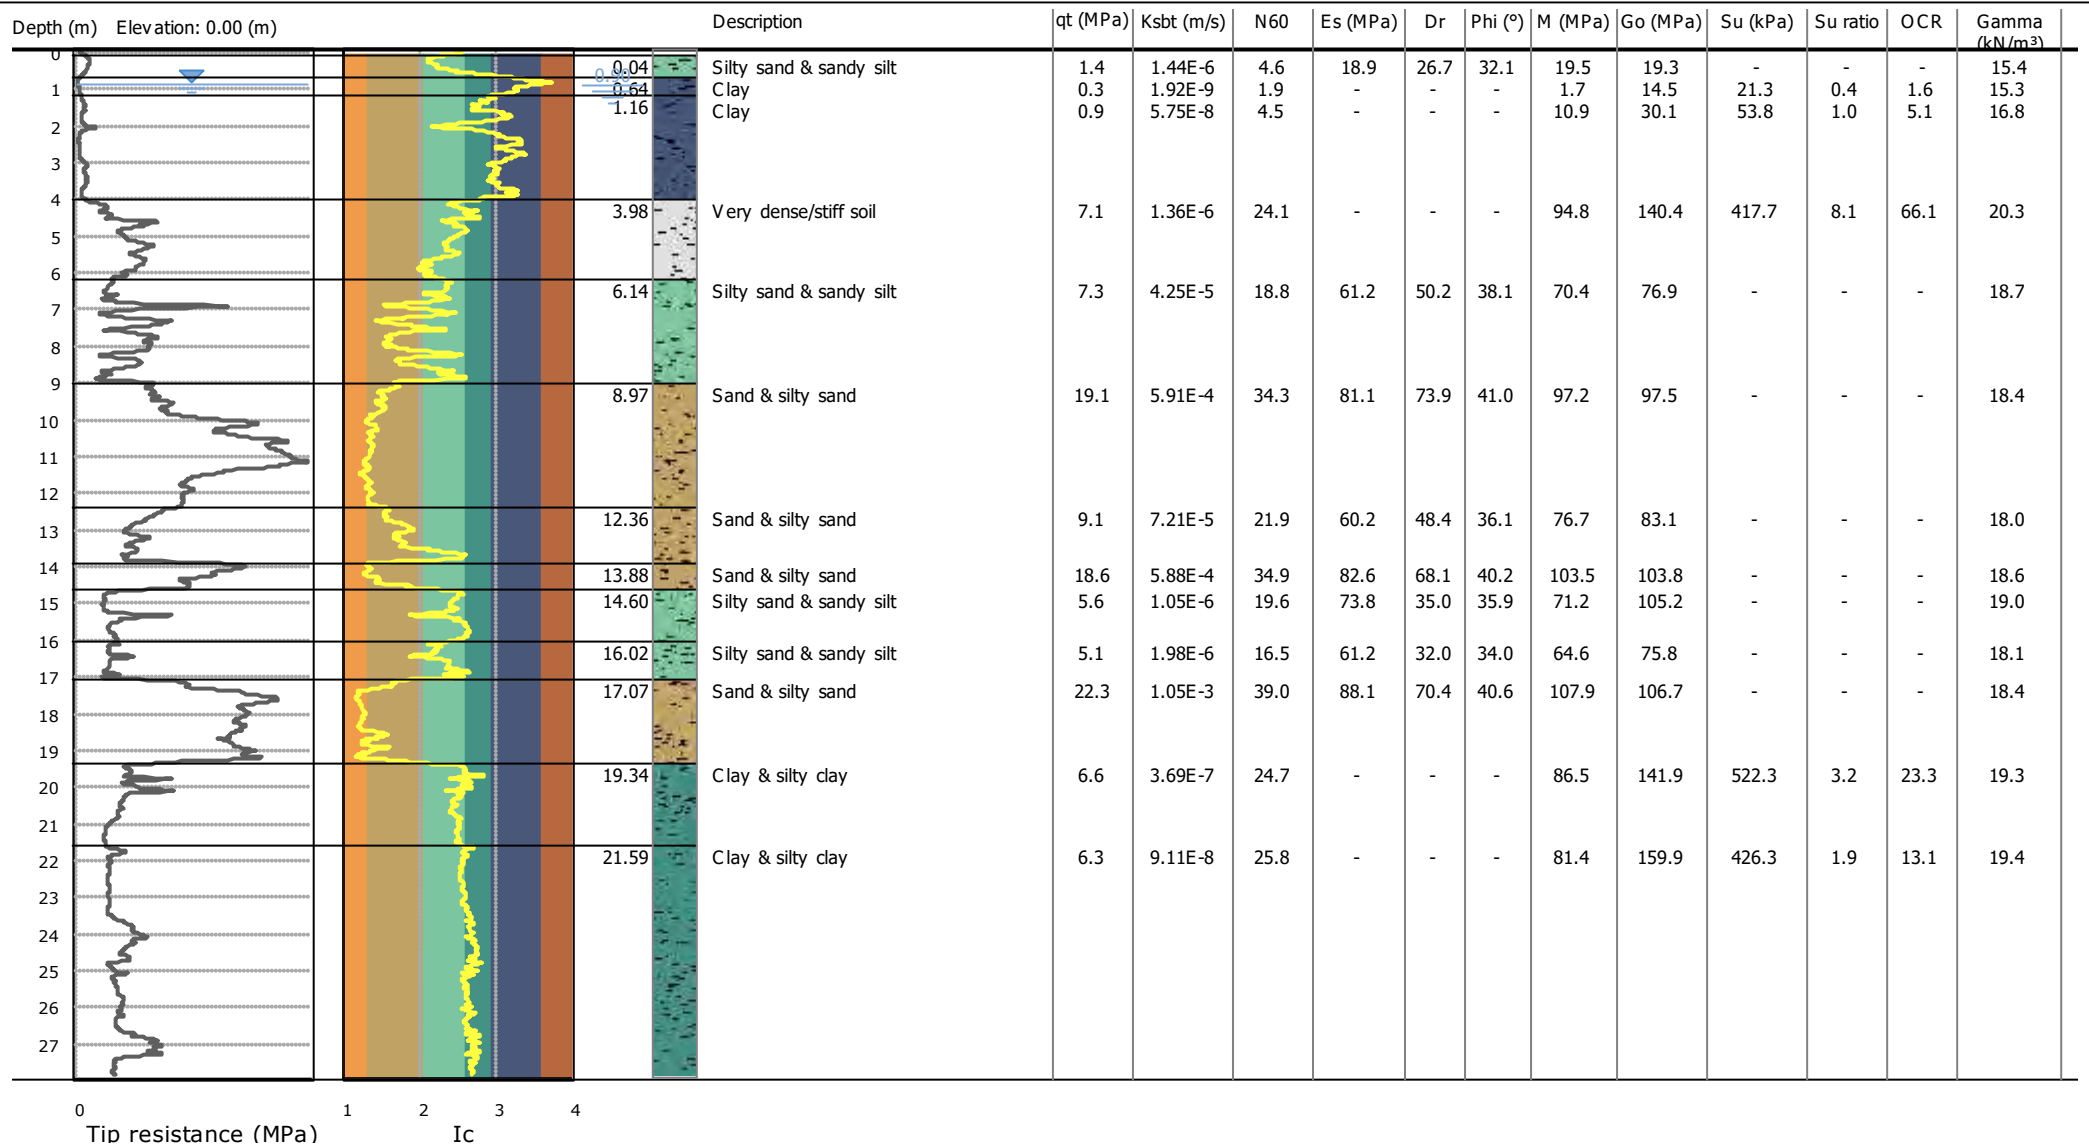 Depth (m) Elevation: 0.00 (m) Description qt (MPa) Ksbt (m/s) N60 Es (MPa) Dr Phi (°) M (MPa) Go (MPa) Su (kPa) Su ratio OCR Gamma (kN/m³)
0
0.04 Silty sand & sandy silt 1.4 1.44E-6 4.6 18.9 26.7 32.1 19.5 19.3 - - - 15.4
0.90
1 0.64 Clay 0.3 1.92E-9 1.9 - - - 1.7 14.5 21.3 0.4 1.6 15.3
1.16 Clay 0.9 5.75E-8 4.5 - - - 10.9 30.1 53.8 1.0 5.1 16.8
2
3
4
3.98 Very dense/stiff soil 7.1 1.36E-6 24.1 - - - 94.8 140.4 417.7 8.1 66.1 20.3
5
6
6.14 Silty sand & sandy silt 7.3 4.25E-5 18.8 61.2 50.2 38.1 70.4 76.9 - - - 18.7
7
8
9
8.97 Sand & silty sand 19.1 5.91E-4 34.3 81.1 73.9 41.0 97.2 97.5 - - - 18.4
10
11
12
12.36 Sand & silty sand 9.1 7.21E-5 21.9 60.2 48.4 36.1 76.7 83.1 - - - 18.0
13
14
13.88 Sand & silty sand 18.6 5.88E-4 34.9 82.6 68.1 40.2 103.5 103.8 - - - 18.6
15 14.60 Silty sand & sandy silt 5.6 1.05E-6 19.6 73.8 35.0 35.9 71.2 105.2 - - - 19.0
16
16.02 Silty sand & sandy silt 5.1 1.98E-6 16.5 61.2 32.0 34.0 64.6 75.8 - - - 18.1
17
17.07 Sand & silty sand 22.3 1.05E-3 39.0 88.1 70.4 40.6 107.9 106.7 - - - 18.4
18
19
19.34 Clay & silty clay 6.6 3.69E-7 24.7 - - - 86.5 141.9 522.3 3.2 23.3 19.3
20
21
22 21.59 Clay & silty clay 6.3 9.11E-8 25.8 - - - 81.4 159.9 426.3 1.9 13.1 19.4
23
24
25
26
27
0 1 2 3 4
Tip resistance (MPa) Ic